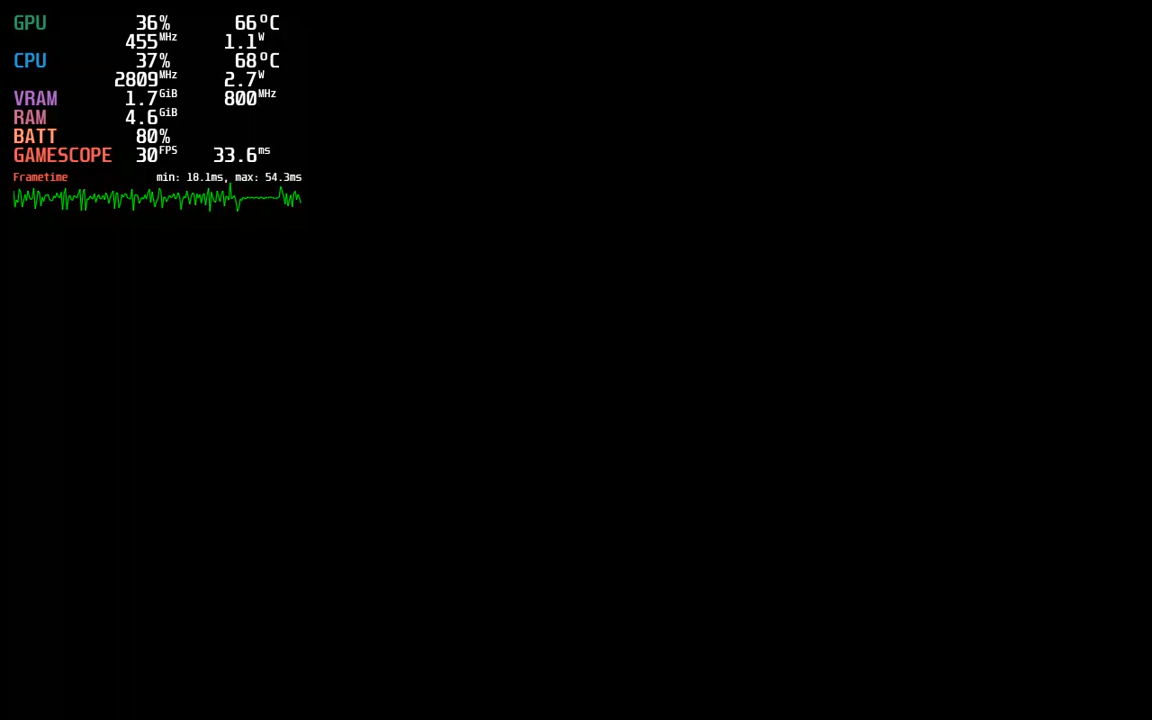 GPU 36% 66°C
455MHz 1.1W
CPU 37% 68°C
2809MHz 2.7W
VRAM 1.7GiB 800MHz
RAM 4.6GiB
BATT 80%
GAMESCOPE 30FPS 33.6ms
Frametime min: 18.1ms, max: 54.3ms